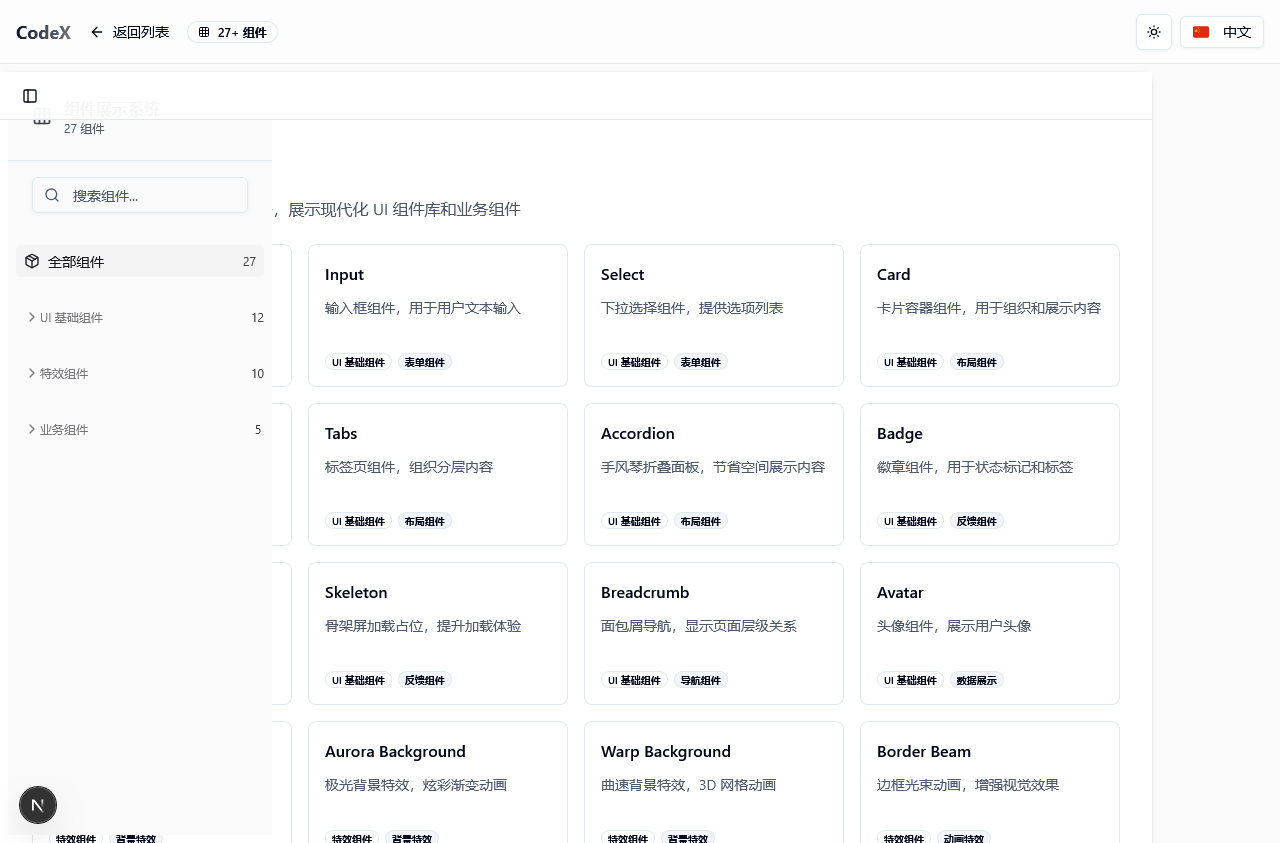 CodeX
返回列表
27+ 组件
中文
组件展示系统
27 组件
搜索组件...
全部组件
27
UI 基础组件
12
特效组件
10
业务组件
5
，展示现代化 UI 组件库和业务组件
Input
输入框组件，用于用户文本输入
UI 基础组件
表单组件
Select
下拉选择组件，提供选项列表
UI 基础组件
表单组件
Card
卡片容器组件，用于组织和展示内容
UI 基础组件
布局组件
Tabs
标签页组件，组织分层内容
UI 基础组件
布局组件
Accordion
手风琴折叠面板，节省空间展示内容
UI 基础组件
布局组件
Badge
徽章组件，用于状态标记和标签
UI 基础组件
反馈组件
Skeleton
骨架屏加载占位，提升加载体验
UI 基础组件
反馈组件
Breadcrumb
面包屑导航，显示页面层级关系
UI 基础组件
导航组件
Avatar
头像组件，展示用户头像
UI 基础组件
数据展示
特效组件
背景特效
Aurora Background
极光背景特效，炫彩渐变动画
特效组件
背景特效
Warp Background
曲速背景特效，3D 网格动画
特效组件
背景特效
Border Beam
边框光束动画，增强视觉效果
特效组件
动画特效
N